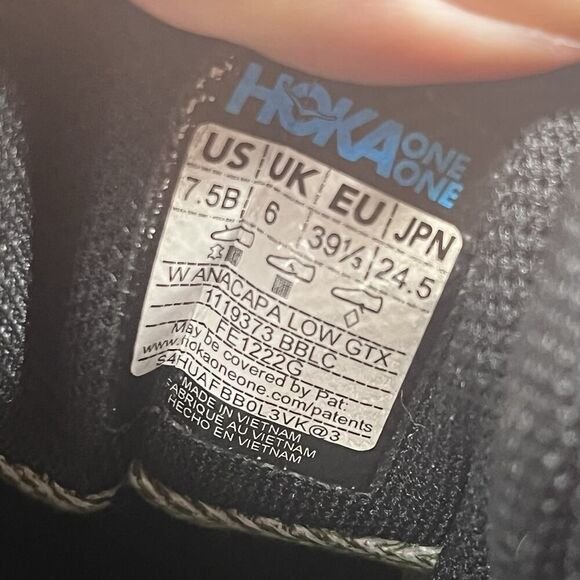 HOKA ONE ONE
US UK EU JPN
7.5B 6 39⅓ 24.5
W ANACAPA LOW GTX
1119373 BBLC
FE1222G
May be covered by Pat:
www.hokaoneone.com/patents
S4HUAFBB0L3VK@3
MADE IN VIETNAM
FABRIQUE AU VIETNAM
HECHO EN VIETNAM